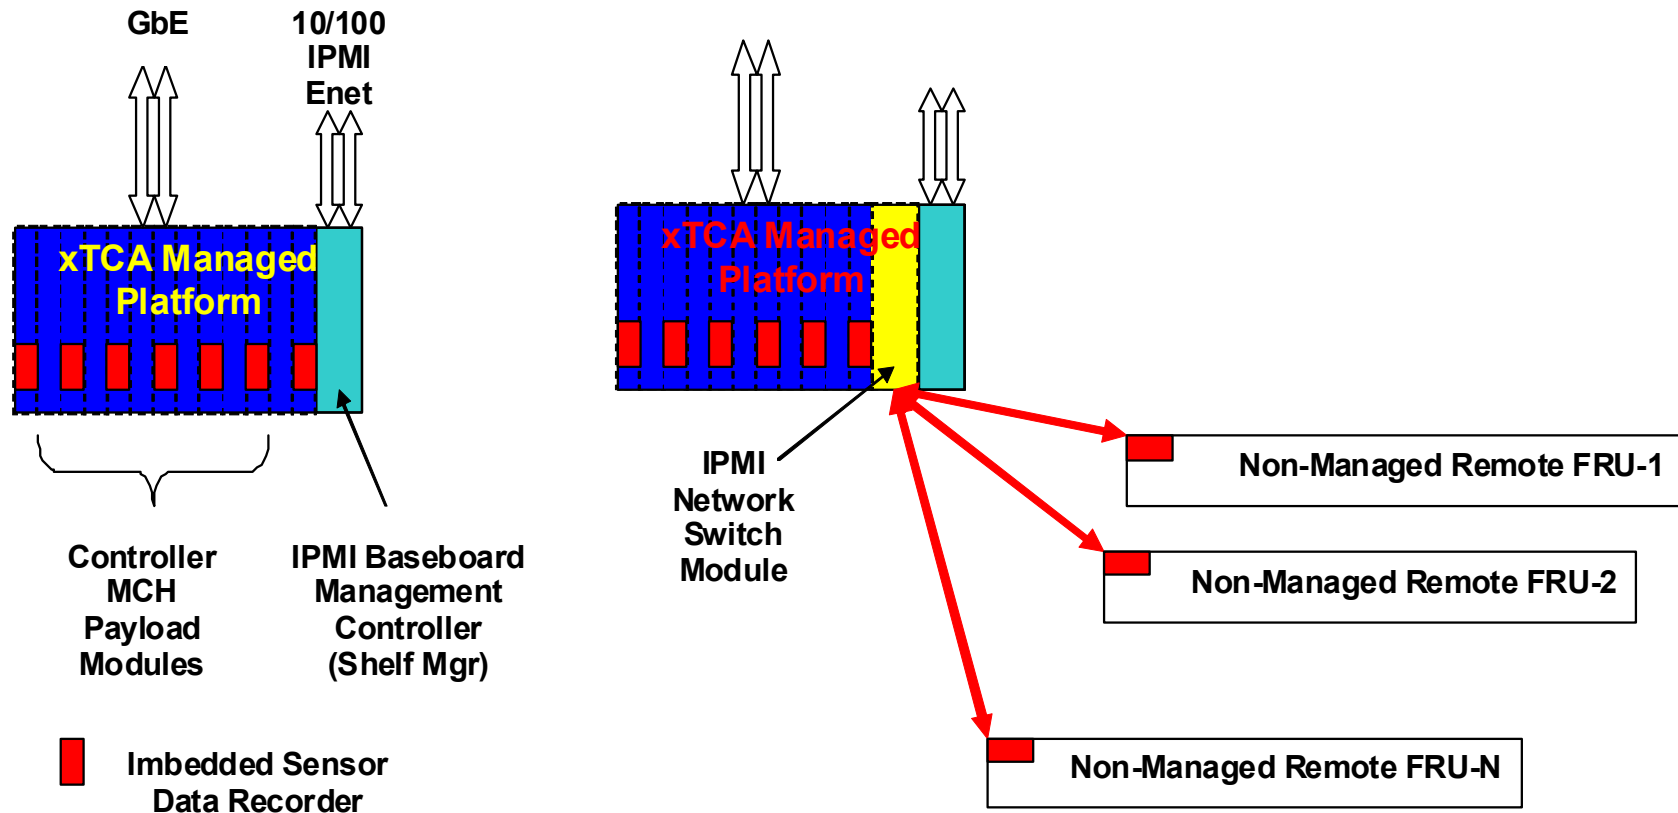 GbE
10/100
IPMI
Enet
xTCA Managed
Platform
xTCA Managed
Platform
Controller
MCH
Payload
Modules
IPMI Baseboard
Management
Controller
(Shelf Mgr)
IPMI
Network
Switch
Module
Non-Managed Remote FRU-1
Non-Managed Remote FRU-2
Non-Managed Remote FRU-N
Imbedded Sensor
Data Recorder